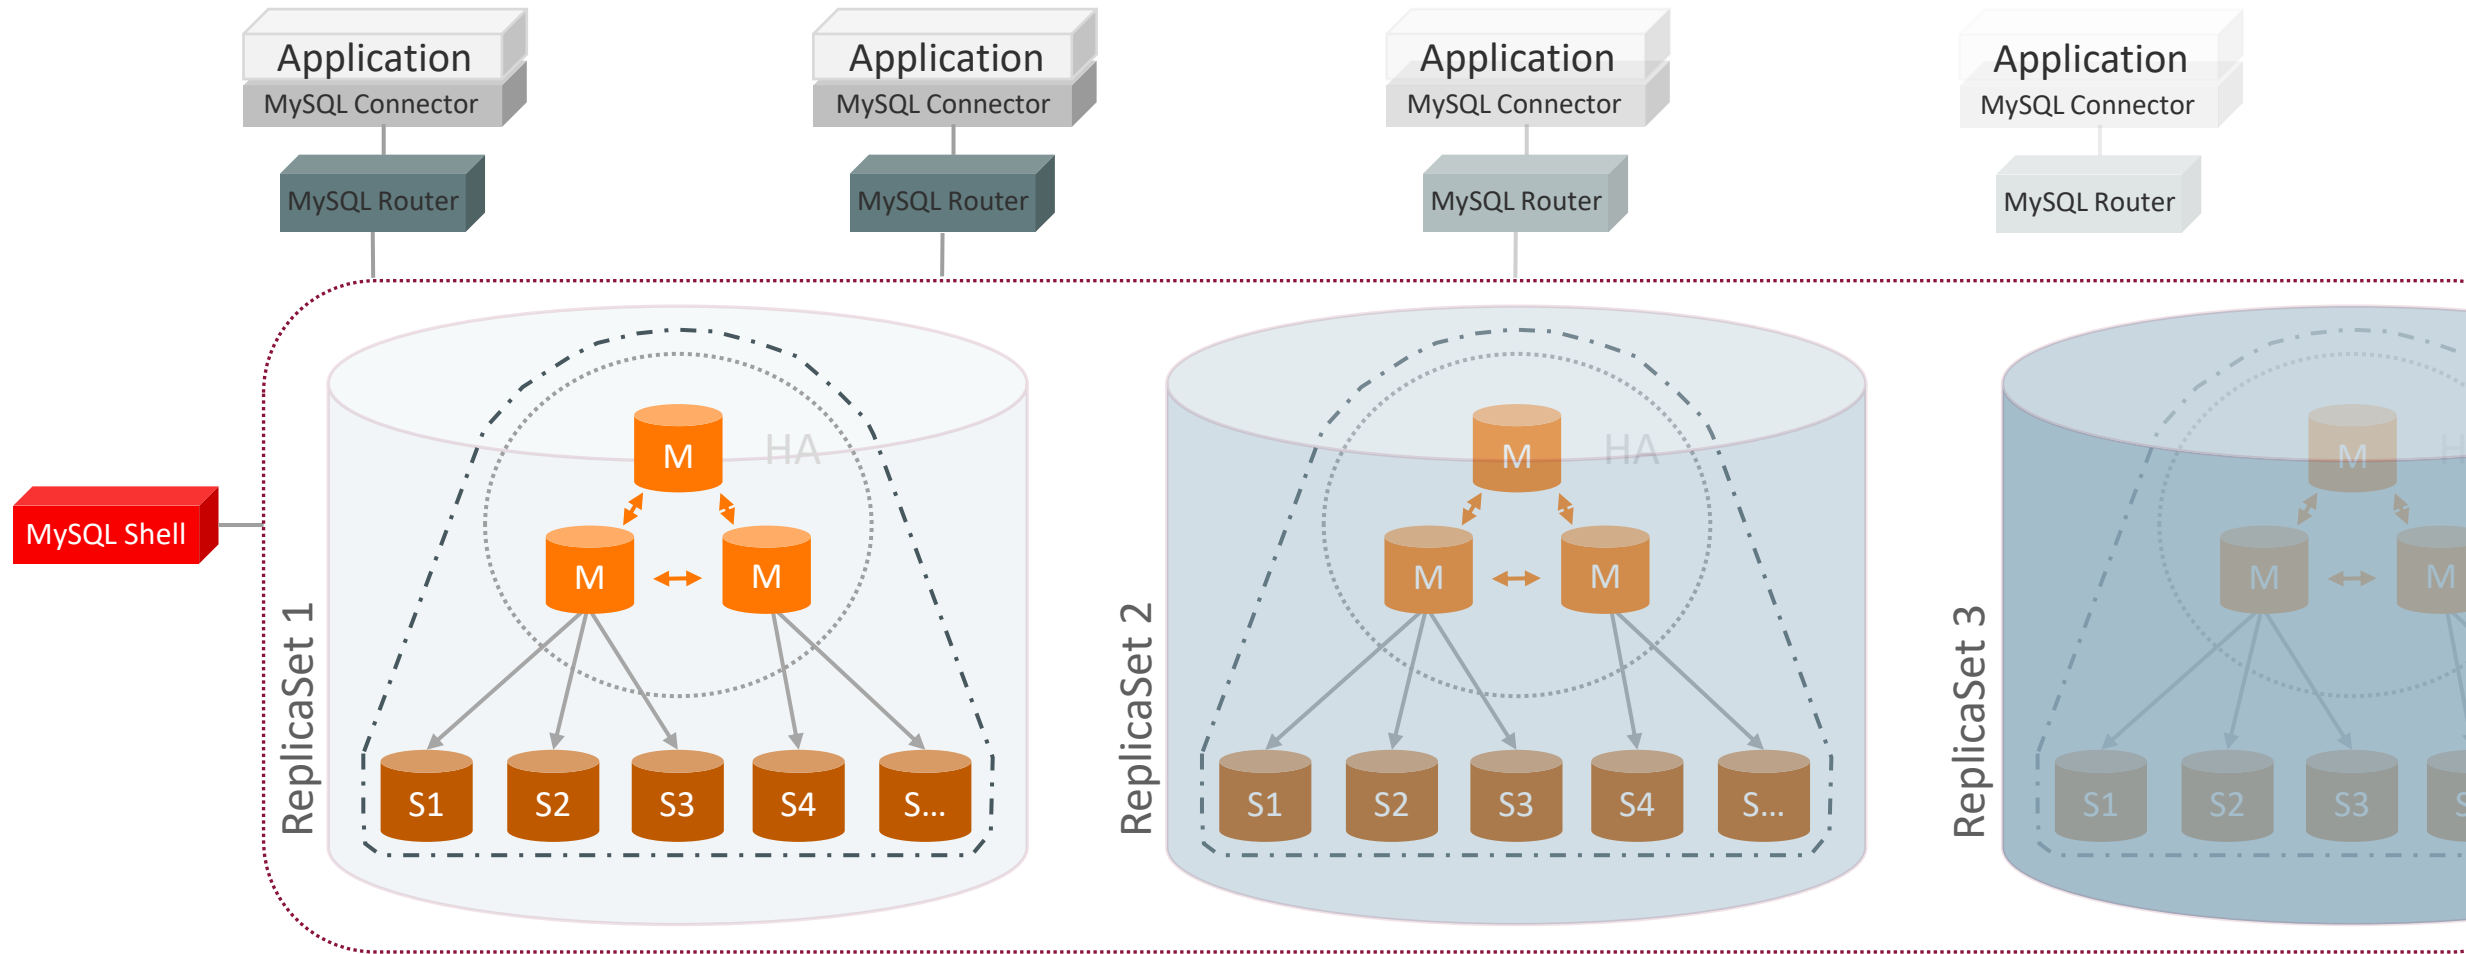 Application
MySQL Connector
MySQL Router
Application
MySQL Connector
MySQL Router
Application
MySQL Connector
MySQL Router
Application
MySQL Connector
MySQL Router
MySQL Shell
ReplicaSet 1
HA
M
M
M
S1
S2
S3
S4
S...
ReplicaSet 2
HA
M
M
M
S1
S2
S3
S4
S...
ReplicaSet 3
M
M
M
S1
S2
S3